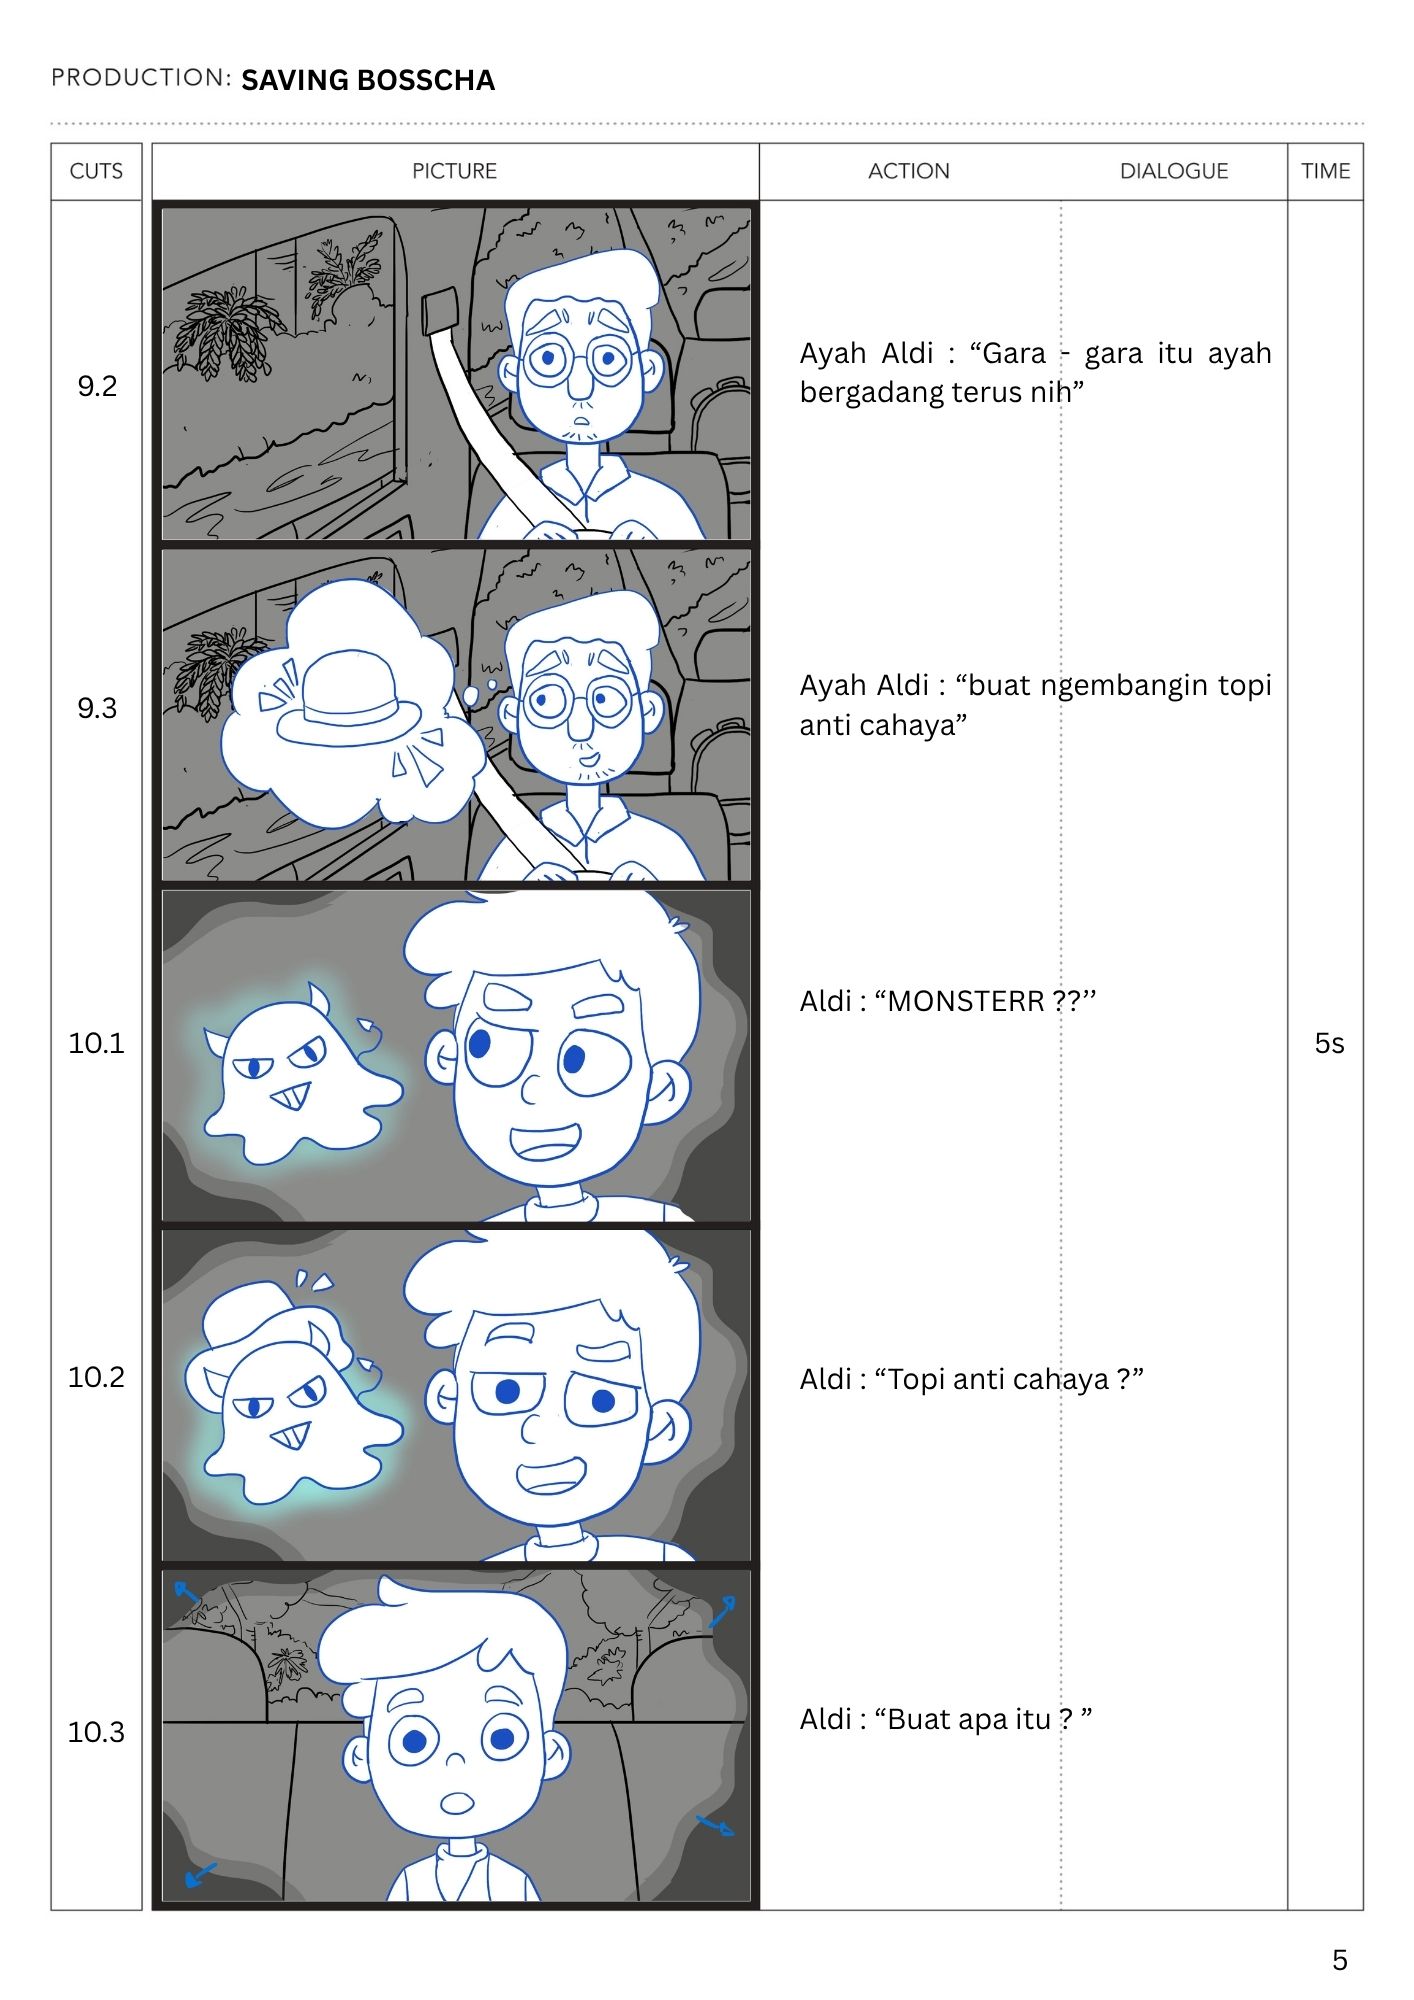 PRODUCTION: SAVING BOSSCHA
CUTS
PICTURE
ACTION
DIALOGUE
TIME
9.2
Ayah Aldi : “Gara - gara itu ayah
bergadang terus nih”
9.3
Ayah Aldi : “buat ngembangin topi
anti cahaya”
10.1
Aldi : “MONSTERR ??’’
5s
10.2
Aldi : “Topi anti cahaya ?”
10.3
Aldi : “Buat apa itu ? ”
5